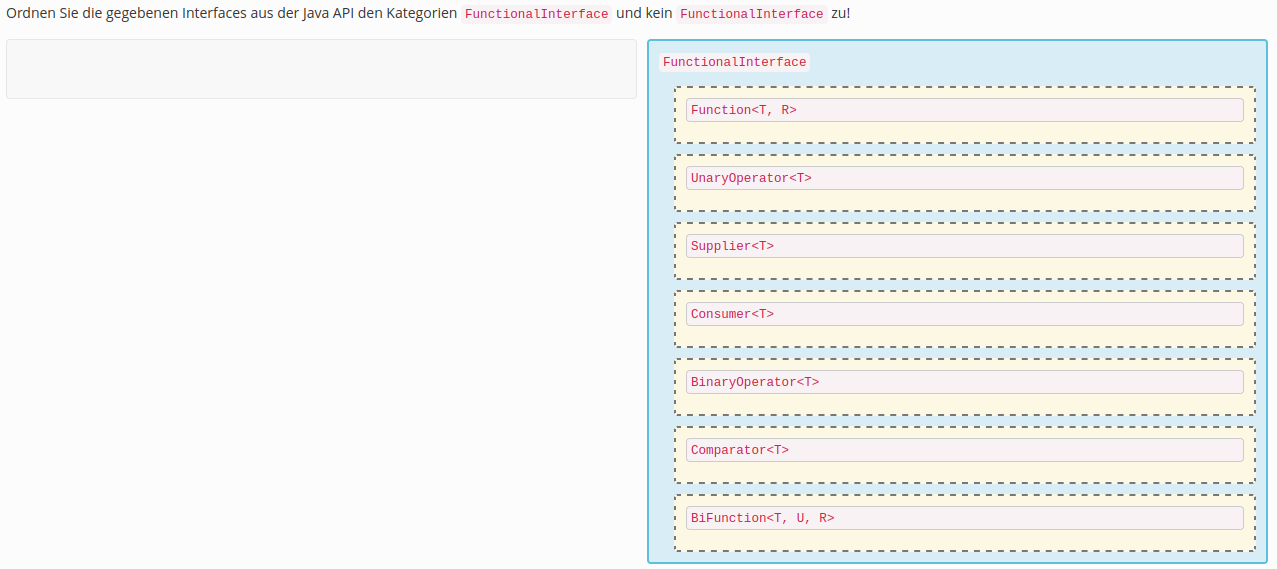 Ordnen Sie die gegebenen Interfaces aus der Java API den Kategorien FunctionalInterface und kein FunctionalInterface zu!
FunctionalInterface
Function<T, R>
UnaryOperator<T>
Supplier<T>
Consumer<T>
BinaryOperator<T>
Comparator<T>
BiFunction<T, U, R>